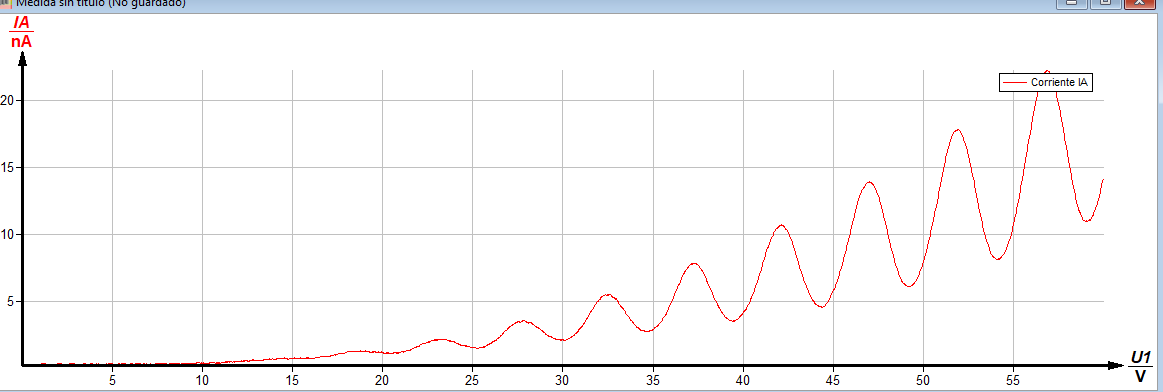 Medida sin título (No guardado)
IA
nA
Corriente IA
20
15
10
5
5 10 15 20 25 30 35 40 45 50 55
U1
V